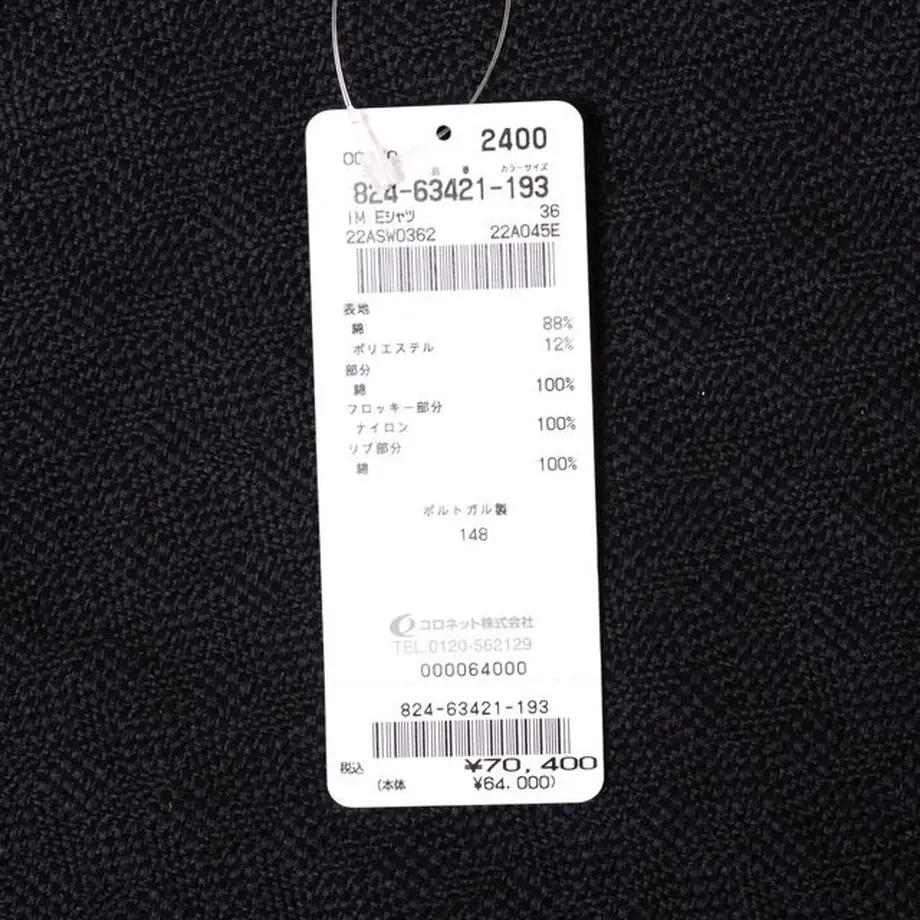 2400
品 番 カラーサイズ
824-63421-193
IM Eシャツ 36
22ASW0362 22A045E
表地
綿 88%
ポリエステル 12%
部分
綿 100%
フロッキー部分
ナイロン 100%
リブ部分
綿 100%
ポルトガル製
148
コロネット株式会社
TEL.0120-562129
000064000
824-63421-193
税込 ¥70,400
(本体 ¥64,000)